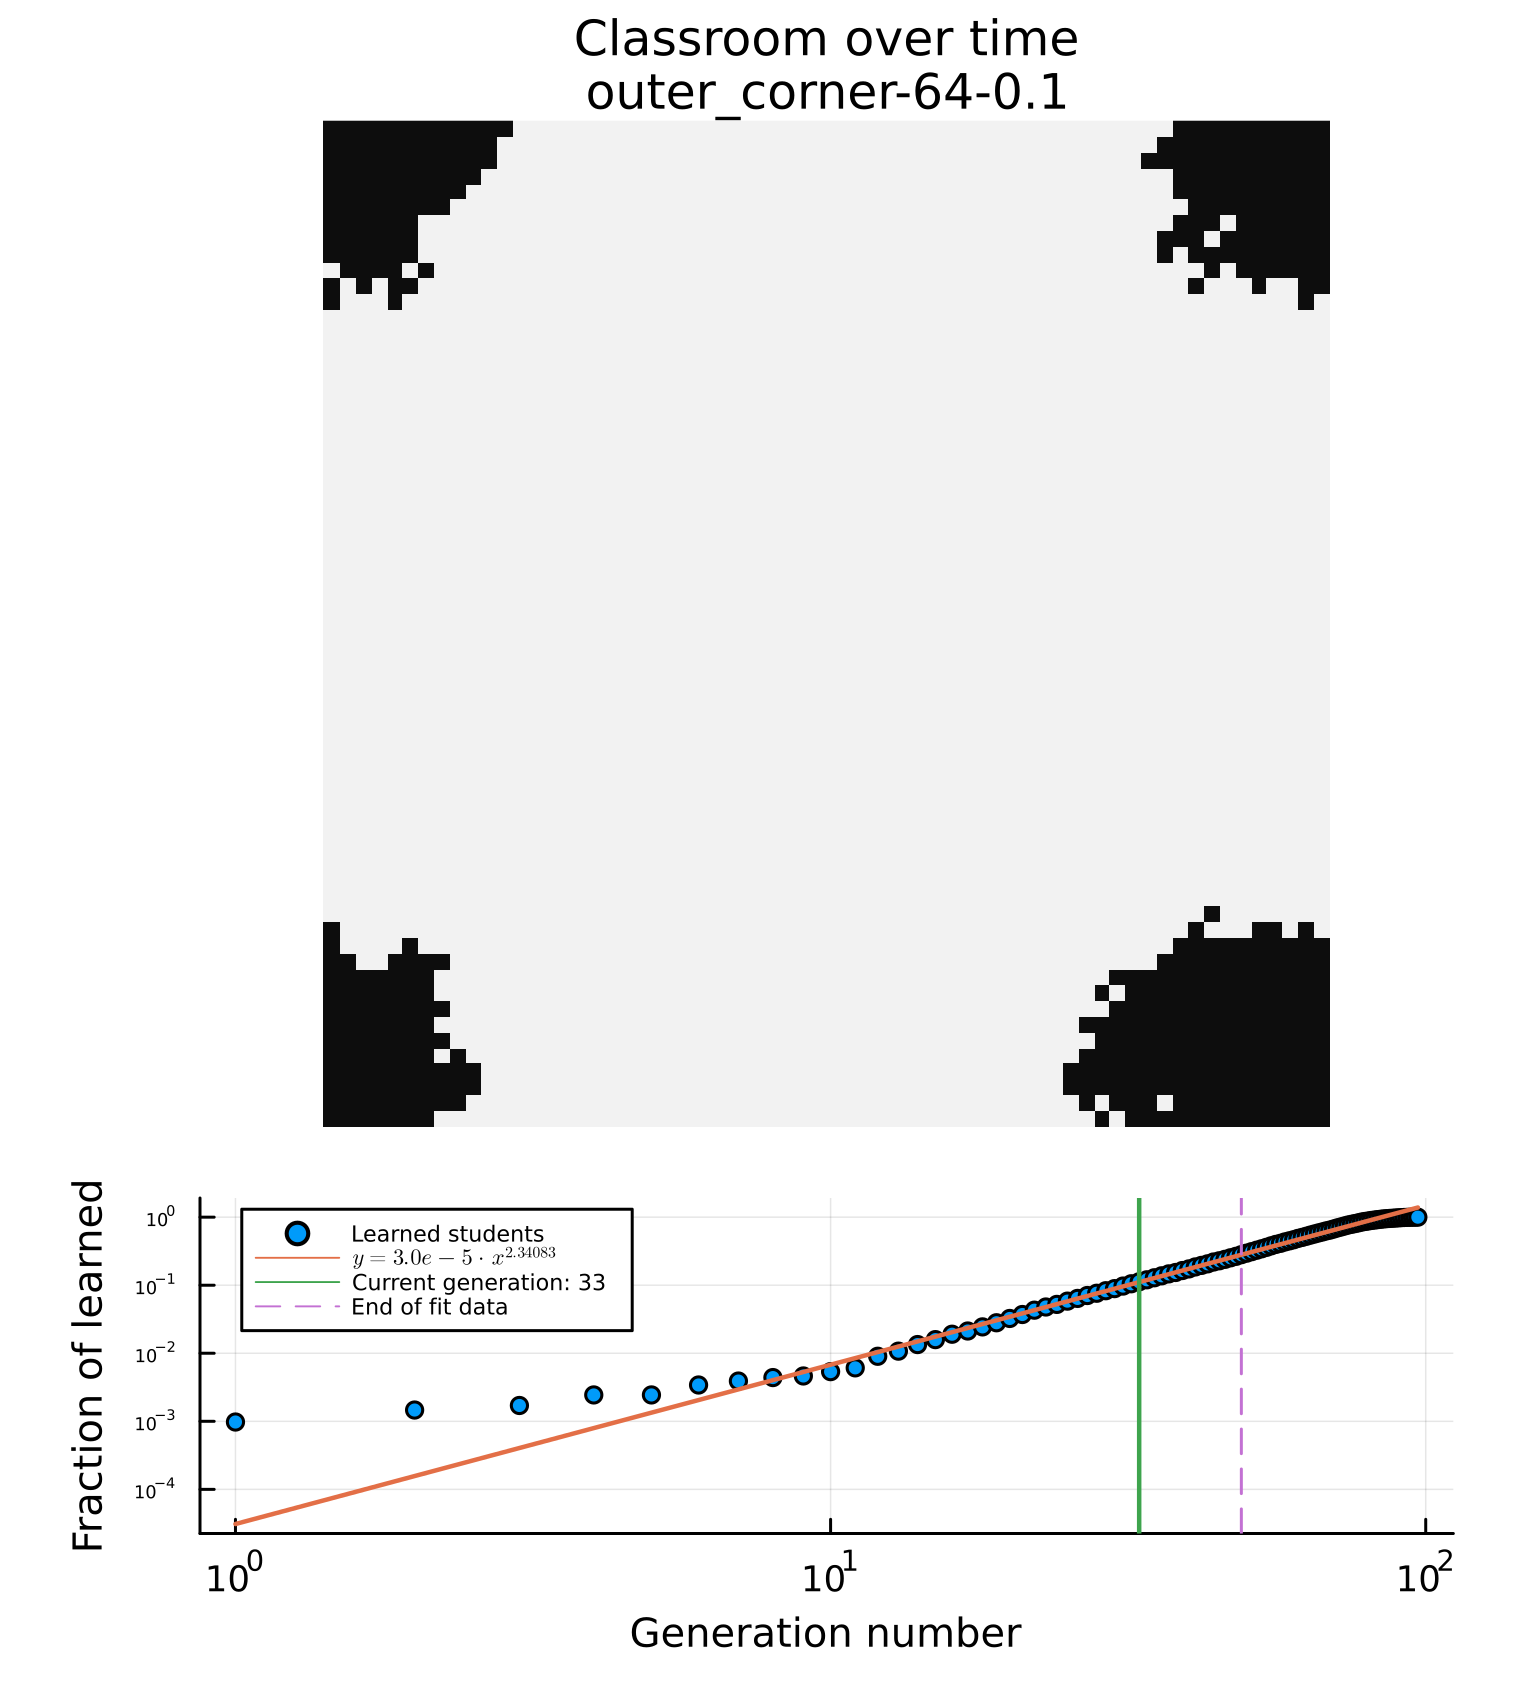 Classroom over time
outer_corner-64-0.1
Fraction of learned
10^0
10^−1
10^−2
10^−3
10^−4
Learned students
y = 3.0e − 5 · x^2.34083
Current generation: 33
End of fit data
10^0
10^1
10^2
Generation number